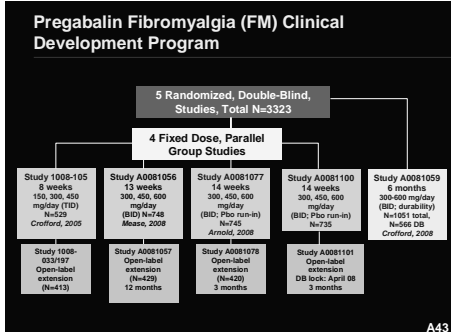 Pregabalin Fibromyalgia (FM) Clinical
Development Program
5 Randomized, Double-Blind,
Studies, Total N=3323
4 Fixed Dose, Parallel
Group Studies
Study 1008-105
8 weeks
150, 300, 450
mg/day (TID)
N=529
Crofford, 2005
Study A0081056
13 weeks
300, 450, 600
mg/day
(BID) N=748
Mease, 2008
Study A0081077
14 weeks
300, 450, 600
mg/day
(BID; Pbo run-in)
N=745
Arnold, 2008
Study A0081100
14 weeks
300, 450, 600
mg/day
(BID; Pbo run-in)
N=735
Study A0081059
6 months
300-600 mg/day
(BID; durability)
N=1051 total,
N=566 DB
Crofford, 2008
Study 1008-
033/197
Open-label
extension
(N=413)
Study A0081057
Open-label
extension
(N=429)
12 months
Study A0081078
Open-label
extension
(N=420)
3 months
Study A0081101
Open-label
extension
DB lock: April 08
3 months
A43